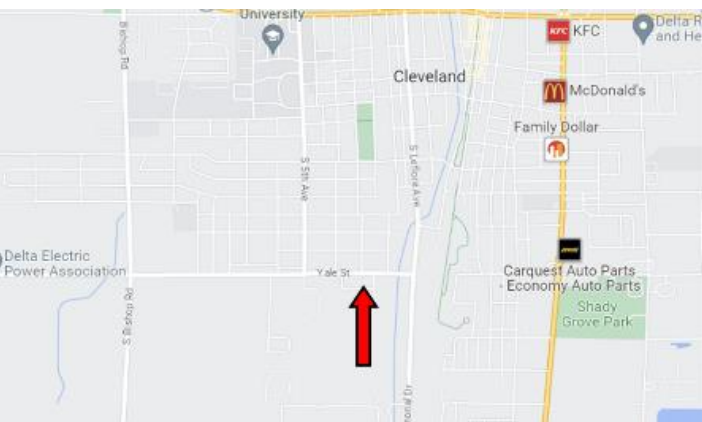 University
KFC
KFC
Delta R
and He
Bishop Rd
Cleveland
McDonald's
Family Dollar
S 5th Ave
S Leflore Ave
Delta Electric
Power Association
Yale St
Carquest Auto Parts
- Economy Auto Parts
S Bishop Rd
Shady
Grove Park